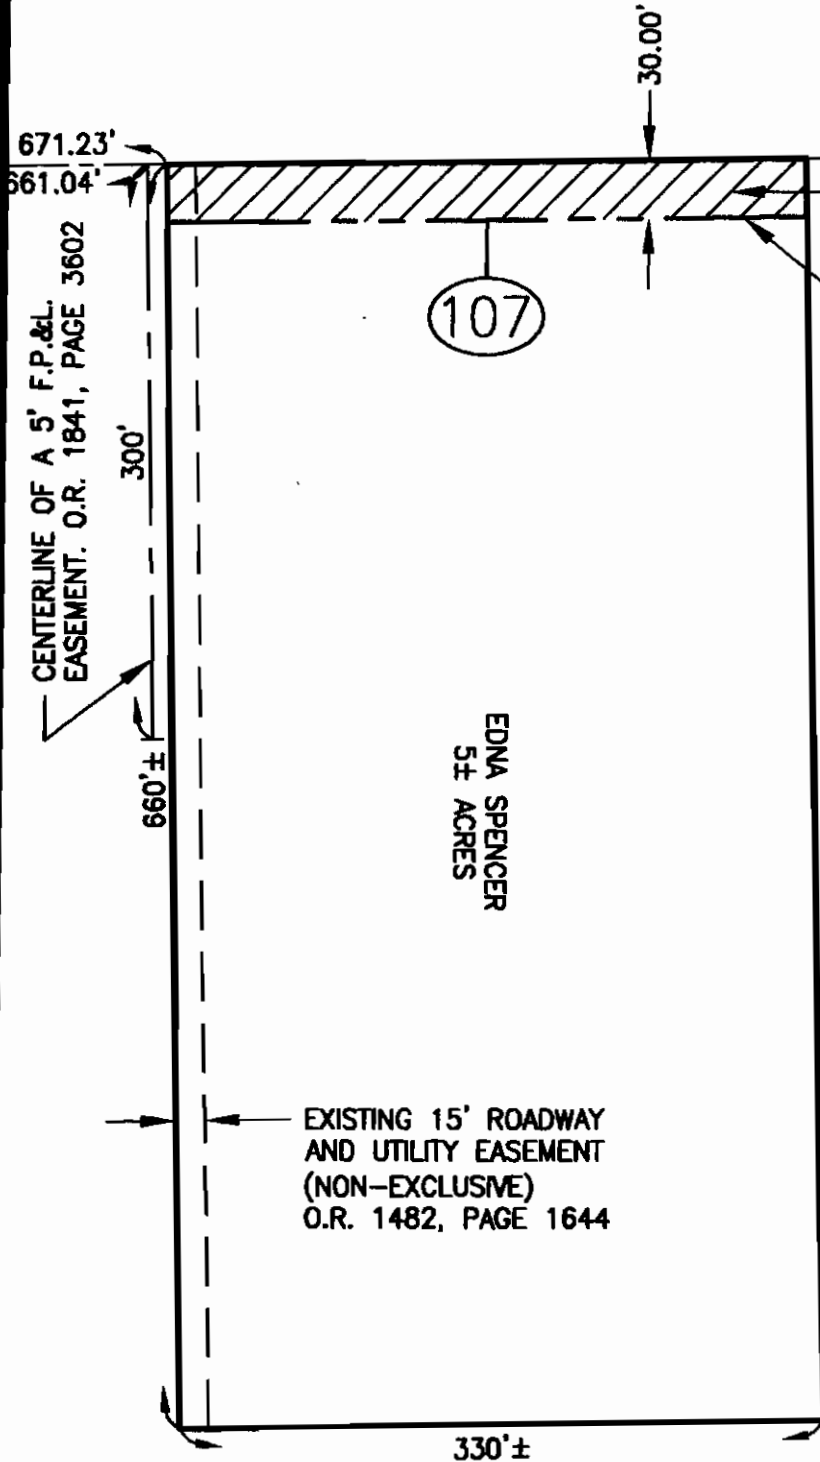 30.00'
671.23'
661.04'
107
CENTERLINE OF A 5' F.P.&L.
EASEMENT. O.R. 1841, PAGE 3602
300'
660'±
EDNA SPENCER
5± ACRES
EXISTING 15' ROADWAY
AND UTILITY EASEMENT
(NON-EXCLUSIVE)
O.R. 1482, PAGE 1644
330'±